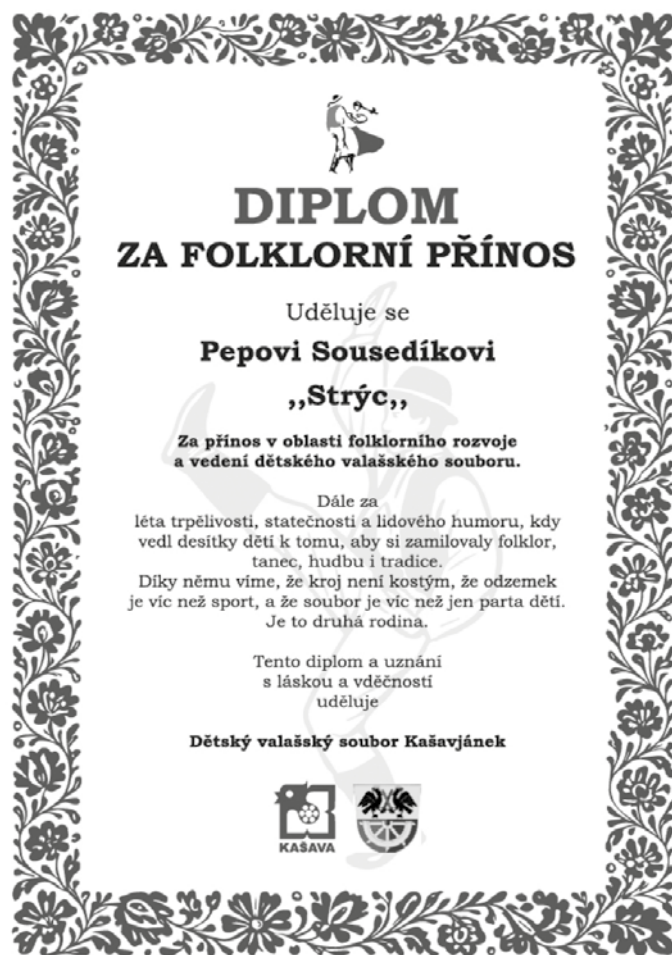 DIPLOM
ZA FOLKLORNÍ PŘÍNOS
Uděluje se
Pepovi Sousedíkovi
,,Strýc,,
Za přínos v oblasti folklorního rozvoje
a vedení dětského valašského souboru.
Dále za
léta trpělivosti, statečnosti a lidového humoru, kdy
vedl desítky dětí k tomu, aby si zamilovaly folklor,
tanec, hudbu i tradice.
Díky němu víme, že kroj není kostým, že odzemek
je víc než sport, a že soubor je víc než jen parta dětí.
Je to druhá rodina.
Tento diplom a uznání
s láskou a vděčností
uděluje
Dětský valašský soubor Kašavjánek
KAŠAVA